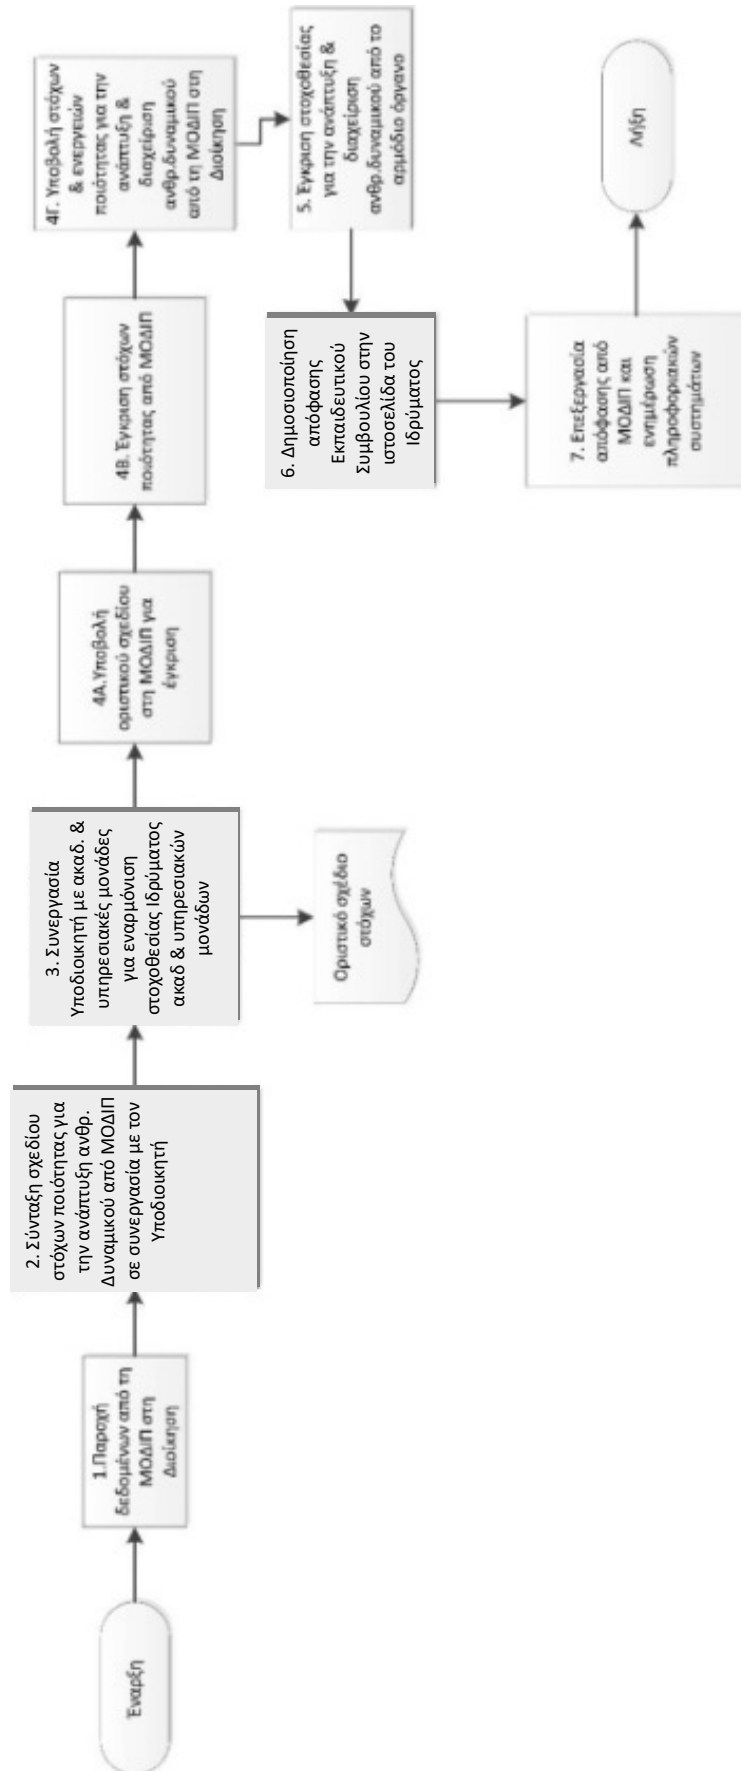 Έναρξη
1.Παροχή
δεδομένων από τη
ΜΟΔΙΠ στη
Διοίκηση
2. Σύνταξη σχεδίου
στόχων ποιότητας για
την ανάπτυξη ανθρ.
Δυναμικού από ΜΟΔΙΠ
σε συνεργασία με τον
Υποδιοικητή
3. Συνεργασία
Υποδιοικητή με ακαδ. &
υπηρεσιακές μονάδες
για εναρμόνιση
στοχοθεσίας Ιδρύματος
ακαδ & υπηρεσιακών
μονάδων
Οριστικό σχέδιο
στόχων
4Α.Υποβολή
οριστικού σχεδίου
στη ΜΟΔΙΠ για
έγκριση
4Β. Έγκριση στόχων
ποιότητας από ΜΟΔΙΠ
4Γ. Υποβολή στόχων
& ενεργειών
ποιότητας για την
ανάπτυξη &
διαχείριση
ανθρ.δυναμικού
από τη ΜΟΔΙΠ στη
Διοίκηση
5. Έγκριση στοχοθεσίας
για την ανάπτυξη &
διαχείριση
ανθρ.δυναμικού από το
αρμόδιο όργανο
6. Δημοσιοποίηση
απόφασης
Εκπαιδευτικού
Συμβουλίου στην
ιστοσελίδα του
Ιδρύματος
7. Επεξεργασία
απόφασης από
ΜΟΔΙΠ και
ενημέρωση
πληροφοριακών
συστημάτων
Λήξη